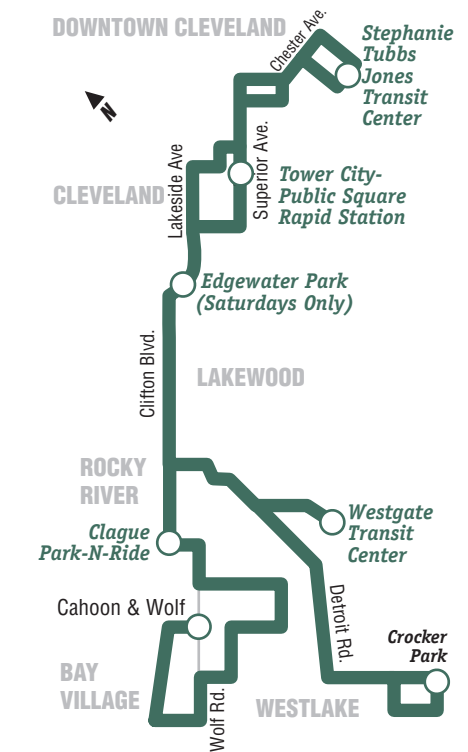 DOWNTOWN CLEVELAND
Chester Ave.
Stephanie
Tubbs
Jones
Transit
Center
N
Lakeside Ave
Superior Ave.
CLEVELAND
Tower City-
Public Square
Rapid Station
Edgewater Park
(Saturdays Only)
Clifton Blvd.
LAKEWOOD
ROCKY
RIVER
Westgate
Transit
Center
Clague
Park-N-Ride
Cahoon & Wolf
Detroit Rd.
Crocker
Park
BAY
VILLAGE
Wolf Rd.
WESTLAKE